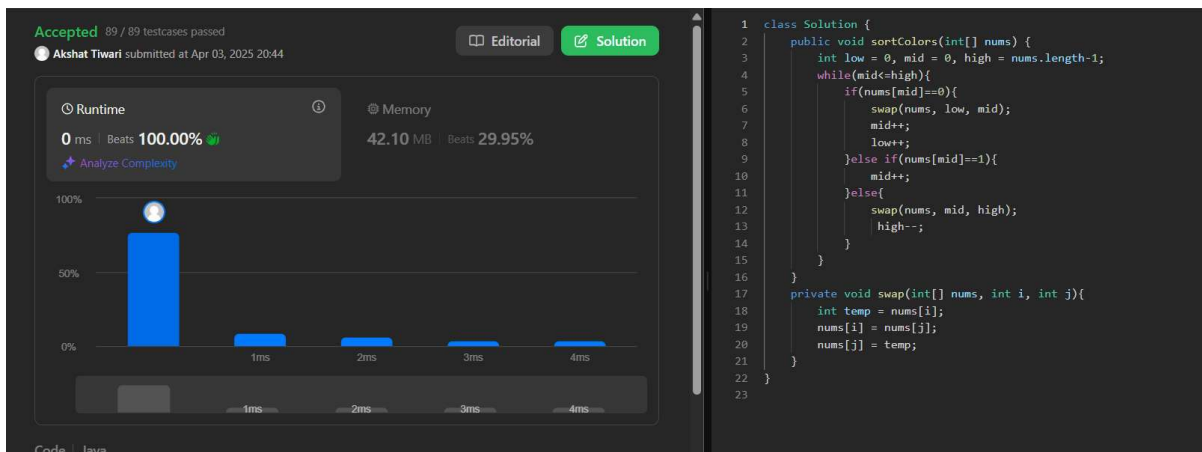 Accepted 89 / 89 testcases passed
Akshat Tiwari submitted at Apr 03, 2025 20:44
Editorial
Solution
Runtime
0 ms | Beats 100.00%
Analyze Complexity
Memory
42.10 MB | Beats 29.95%
100%
50%
0%
1ms 2ms 3ms 4ms
1ms 2ms 3ms 4ms
Code | Java
1 class Solution {
2     public void sortColors(int[] nums) {
3         int low = 0, mid = 0, high = nums.length-1;
4         while(mid<=high){
5             if(nums[mid]==0){
6                 swap(nums, low, mid);
7                 mid++;
8                 low++;
9             }else if(nums[mid]==1){
10                 mid++;
11             }else{
12                 swap(nums, mid, high);
13                  high--;
14             }
15         }
16     }
17     private void swap(int[] nums, int i, int j){
18         int temp = nums[i];
19         nums[i] = nums[j];
20         nums[j] = temp;
21     }
22 }
23